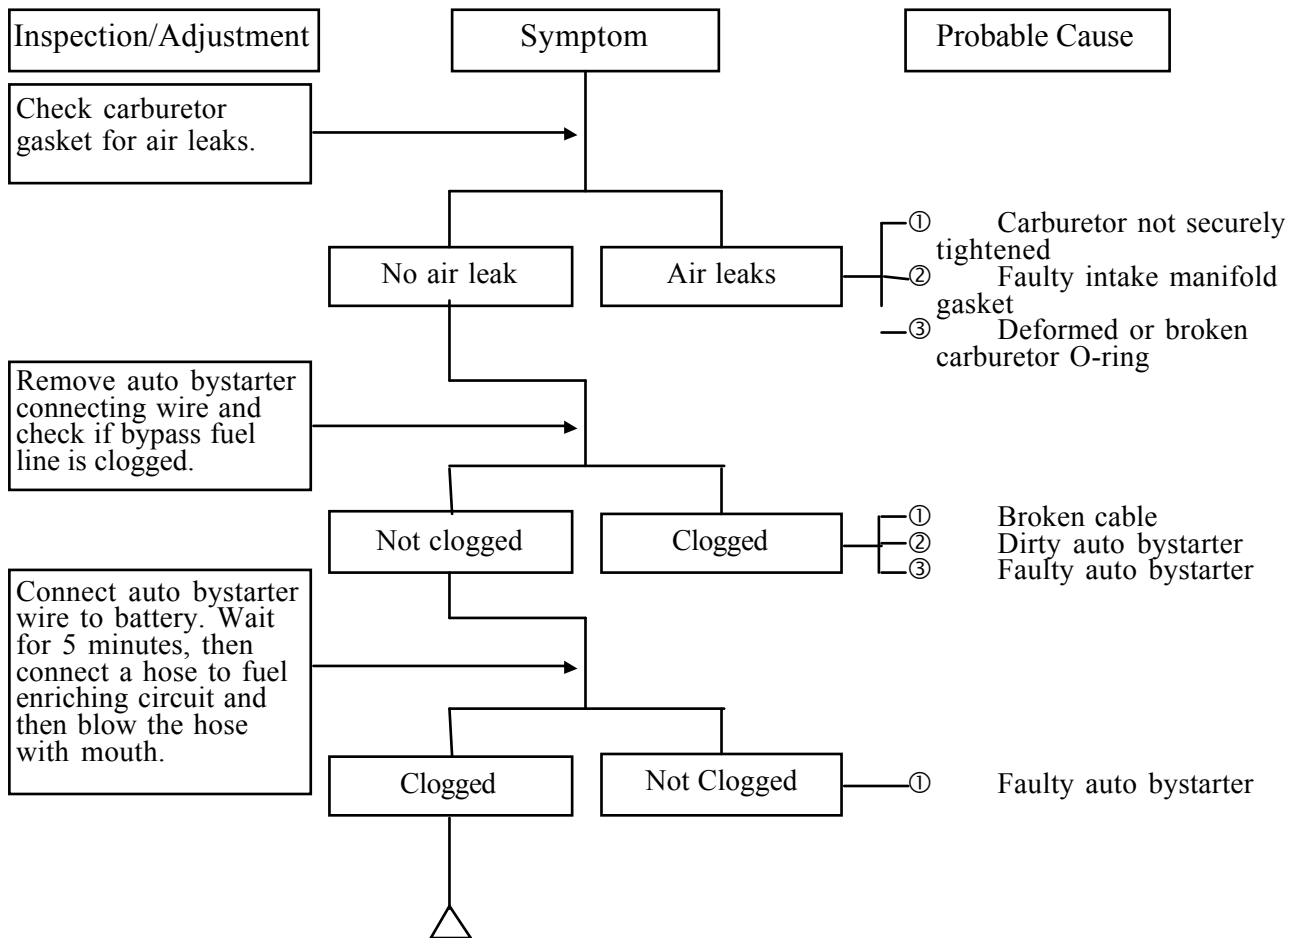 Inspection/Adjustment
Symptom
Probable Cause
Check carburetor
gasket for air leaks.
No air leak
Air leaks
① Carburetor not securely
tightened
② Faulty intake manifold
gasket
③ Deformed or broken
carburetor O-ring
Remove auto bystarter
connecting wire and
check if bypass fuel
line is clogged.
Not clogged
Clogged
① Broken cable
② Dirty auto bystarter
③ Faulty auto bystarter
Connect auto bystarter
wire to battery. Wait
for 5 minutes, then
connect a hose to fuel
enriching circuit and
then blow the hose
with mouth.
Clogged
Not Clogged
① Faulty auto bystarter